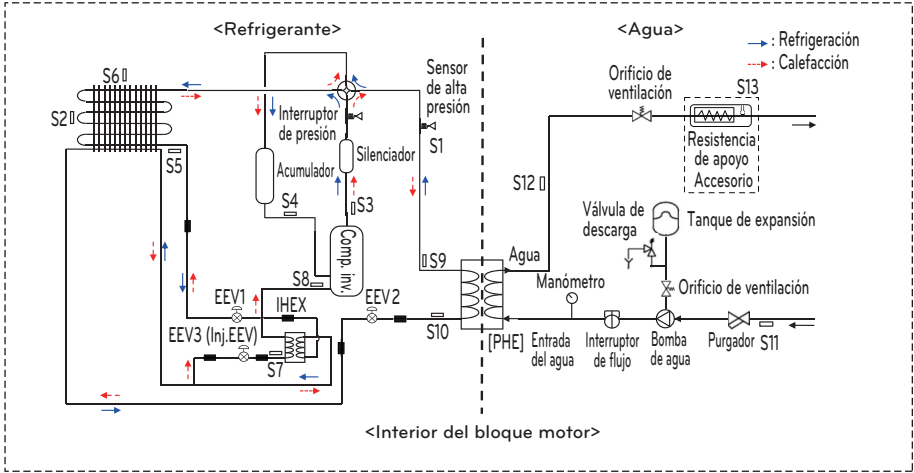 <Refrigerante>
<Agua>
: Refrigeración
: Calefacción
S6
S2
S5
Interruptor
de presión
Sensor
de alta
presión
S1
Silenciador
Acumulador
S4
S3
Comp. inv.
S8
S9
EEV1
IHEX
EEV2
EEV3 (Inj.EEV)
S7
S10
[PHE]
Agua
Orificio de
ventilación
S13
Resistencia
de apoyo
Accesorio
S12
Válvula de
descarga
Tanque de expansión
Manómetro
Orificio de ventilación
Entrada
del agua
Interruptor
de flujo
Bomba
de agua
Purgador
S11
<Interior del bloque motor>